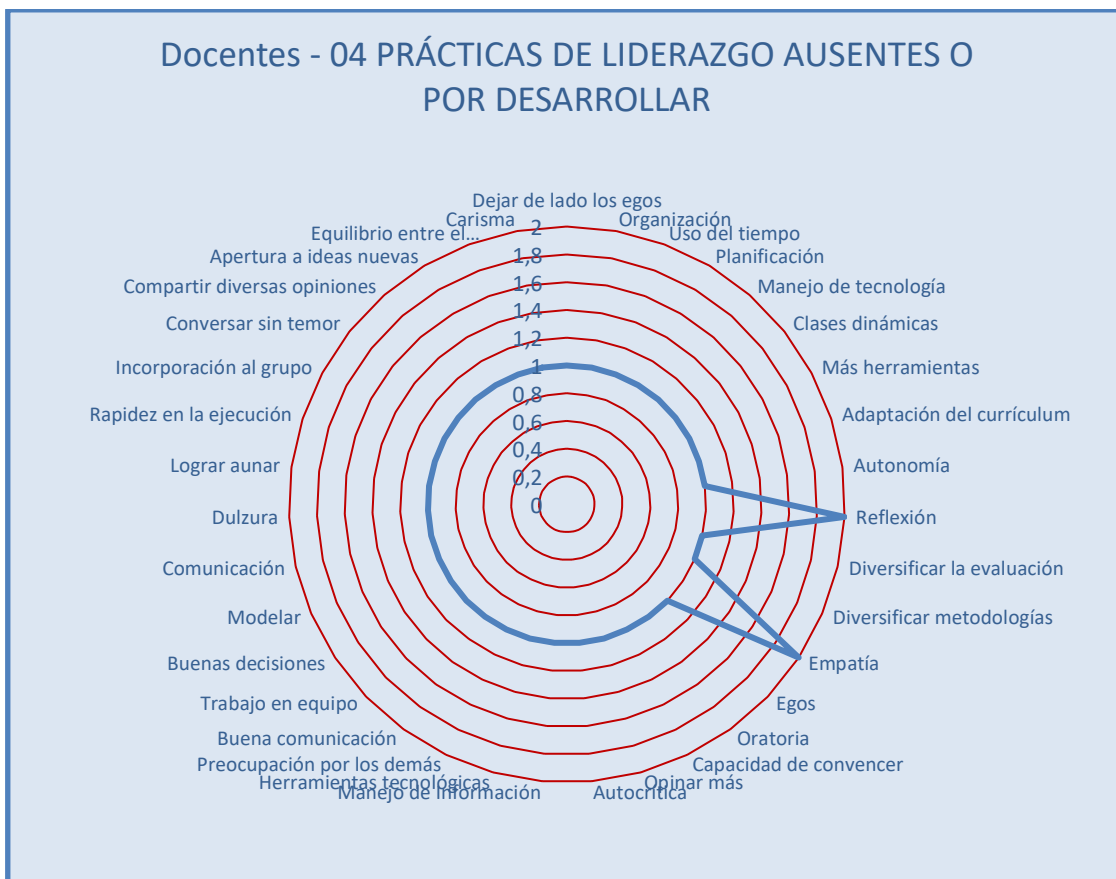 Docentes - 04 PRÁCTICAS DE LIDERAZGO AUSENTES O
POR DESARROLLAR
Dejar de lado los egos
Organización
Uso del tiempo
Planificación
Manejo de tecnología
Clases dinámicas
Más herramientas
Adaptación del currículum
Autonomía
Reflexión
Diversificar la evaluación
Diversificar metodologías
Empatía
Egos
Oratoria
Capacidad de convencer
Opinar más
Autocrítica
Manejo de información
Herramientas tecnológicas
Preocupación por los demás
Buena comunicación
Trabajo en equipo
Buenas decisiones
Modelar
Comunicación
Dulzura
Lograr aunar
Rapidez en la ejecución
Incorporación al grupo
Conversar sin temor
Compartir diversas opiniones
Apertura a ideas nuevas
Equilibrio entre el...
Carisma
2
1,8
1,6
1,4
1,2
1
0,8
0,6
0,4
0,2
0